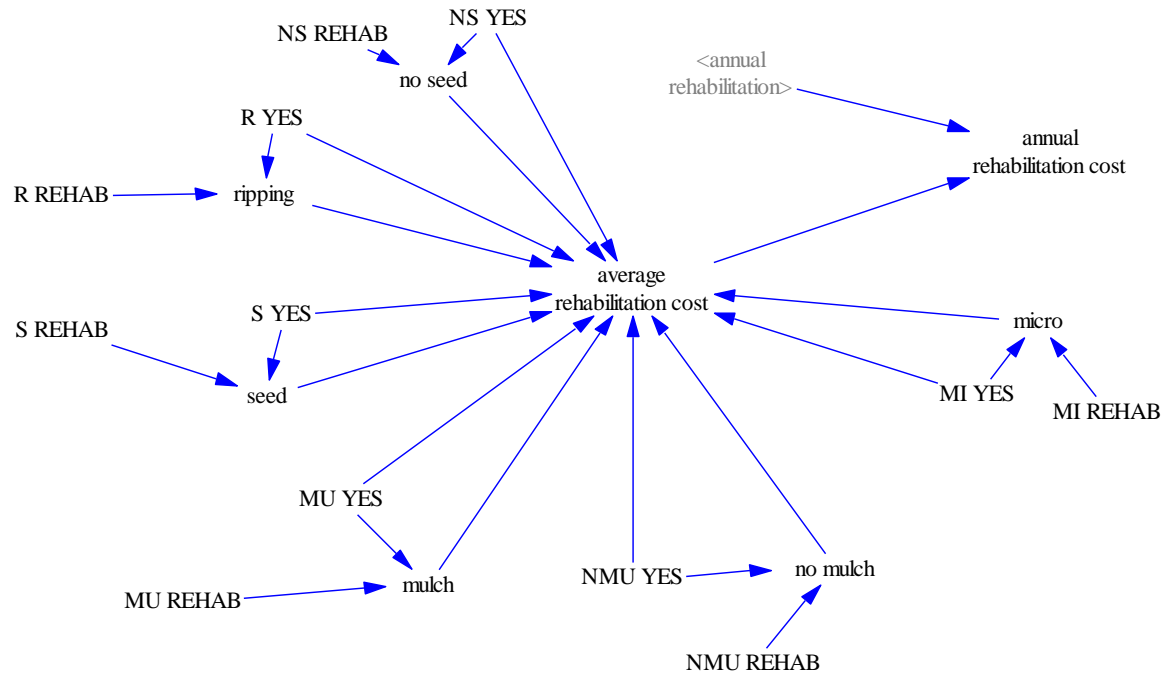 NS YES
NS REHAB
<annual
rehabilitation>
no seed
R YES
annual
rehabilitation cost
R REHAB
ripping
average
rehabilitation cost
S YES
S REHAB
micro
seed
MI YES
MI REHAB
MU YES
NMU YES
no mulch
mulch
MU REHAB
NMU REHAB